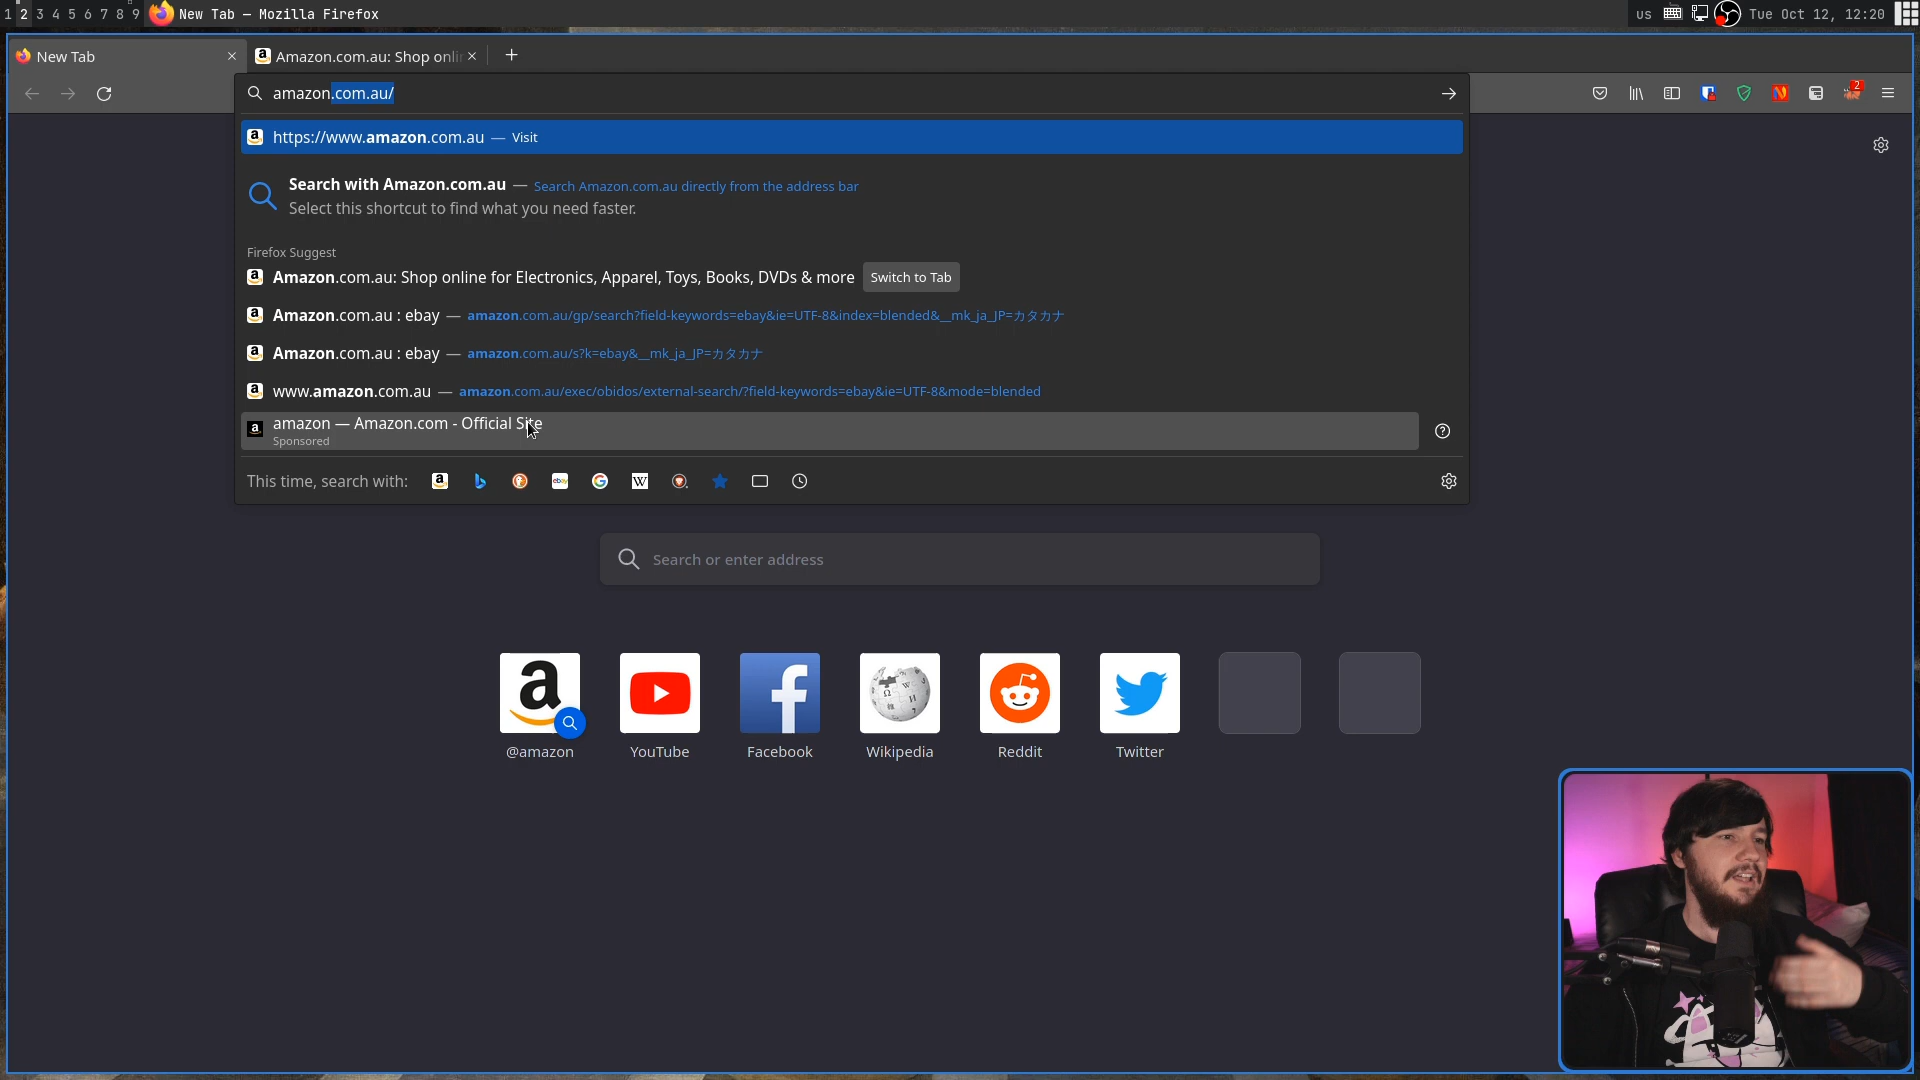 1 2 3 4 5 6 7 8 9 New Tab — Mozilla Firefox us Tue Oct 12, 12:20
New Tab Amazon.com.au: Shop onli
amazon.com.au/ 2
https://www.amazon.com.au — Visit
Search with Amazon.com.au — Search Amazon.com.au directly from the address bar
Select this shortcut to find what you need faster.
Firefox Suggest
Amazon.com.au: Shop online for Electronics, Apparel, Toys, Books, DVDs & more Switch to Tab
Amazon.com.au : ebay — amazon.com.au/gp/search?field-keywords=ebay&ie=UTF-8&index=blended&__mk_ja_JP=カタカナ
Amazon.com.au : ebay — amazon.com.au/s?k=ebay&__mk_ja_JP=カタカナ
www.amazon.com.au — amazon.com.au/exec/obidos/external-search/?field-keywords=ebay&ie=UTF-8&mode=blended
amazon — Amazon.com - Official Site
Sponsored
This time, search with:
Search or enter address
@amazon YouTube Facebook Wikipedia Reddit Twitter